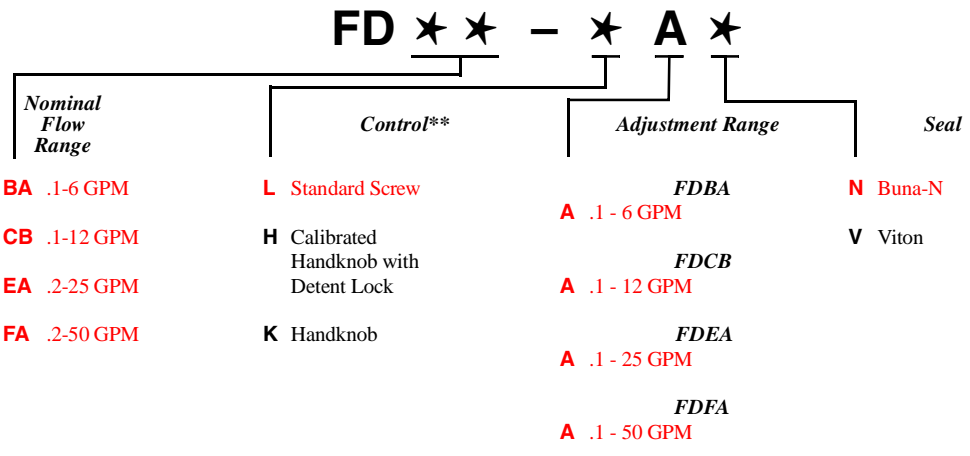 FD ★ ★ – ★ A ★
Nominal
Flow
Range
BA .1-6 GPM
CB .1-12 GPM
EA .2-25 GPM
FA .2-50 GPM
Control**
L Standard Screw
H Calibrated
Handknob with
Detent Lock
K Handknob
Adjustment Range
FDBA
A .1 - 6 GPM
FDCB
A .1 - 12 GPM
FDEA
A .1 - 25 GPM
FDFA
A .1 - 50 GPM
Seal
N Buna-N
V Viton